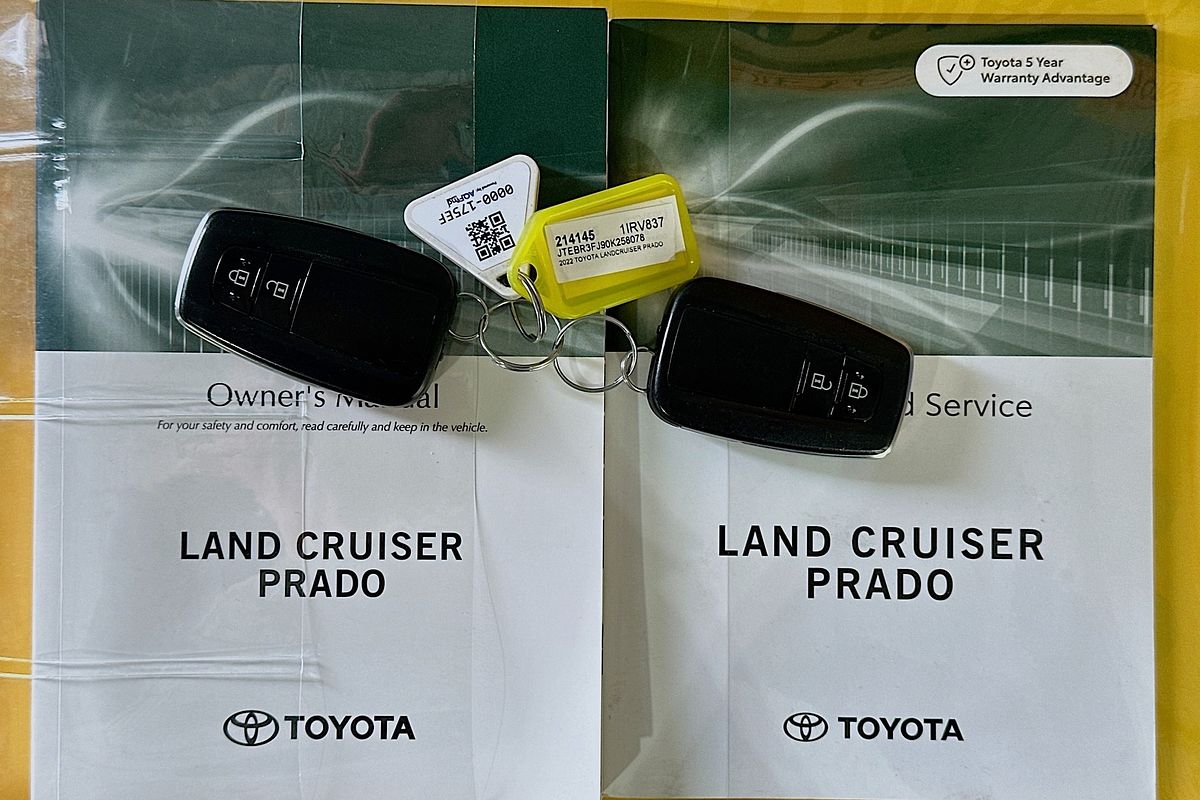 Toyota 5 Year
Warranty Advantage
0000-175EF
214145 1IRV837
JTEBR3FJ90K258078
2022 TOYOTA LANDCRUISER PRADO
Owner's Manual
For your safety and comfort, read carefully and keep in the vehicle.
LAND CRUISER
PRADO
TOYOTA
Service
LAND CRUISER
PRADO
TOYOTA